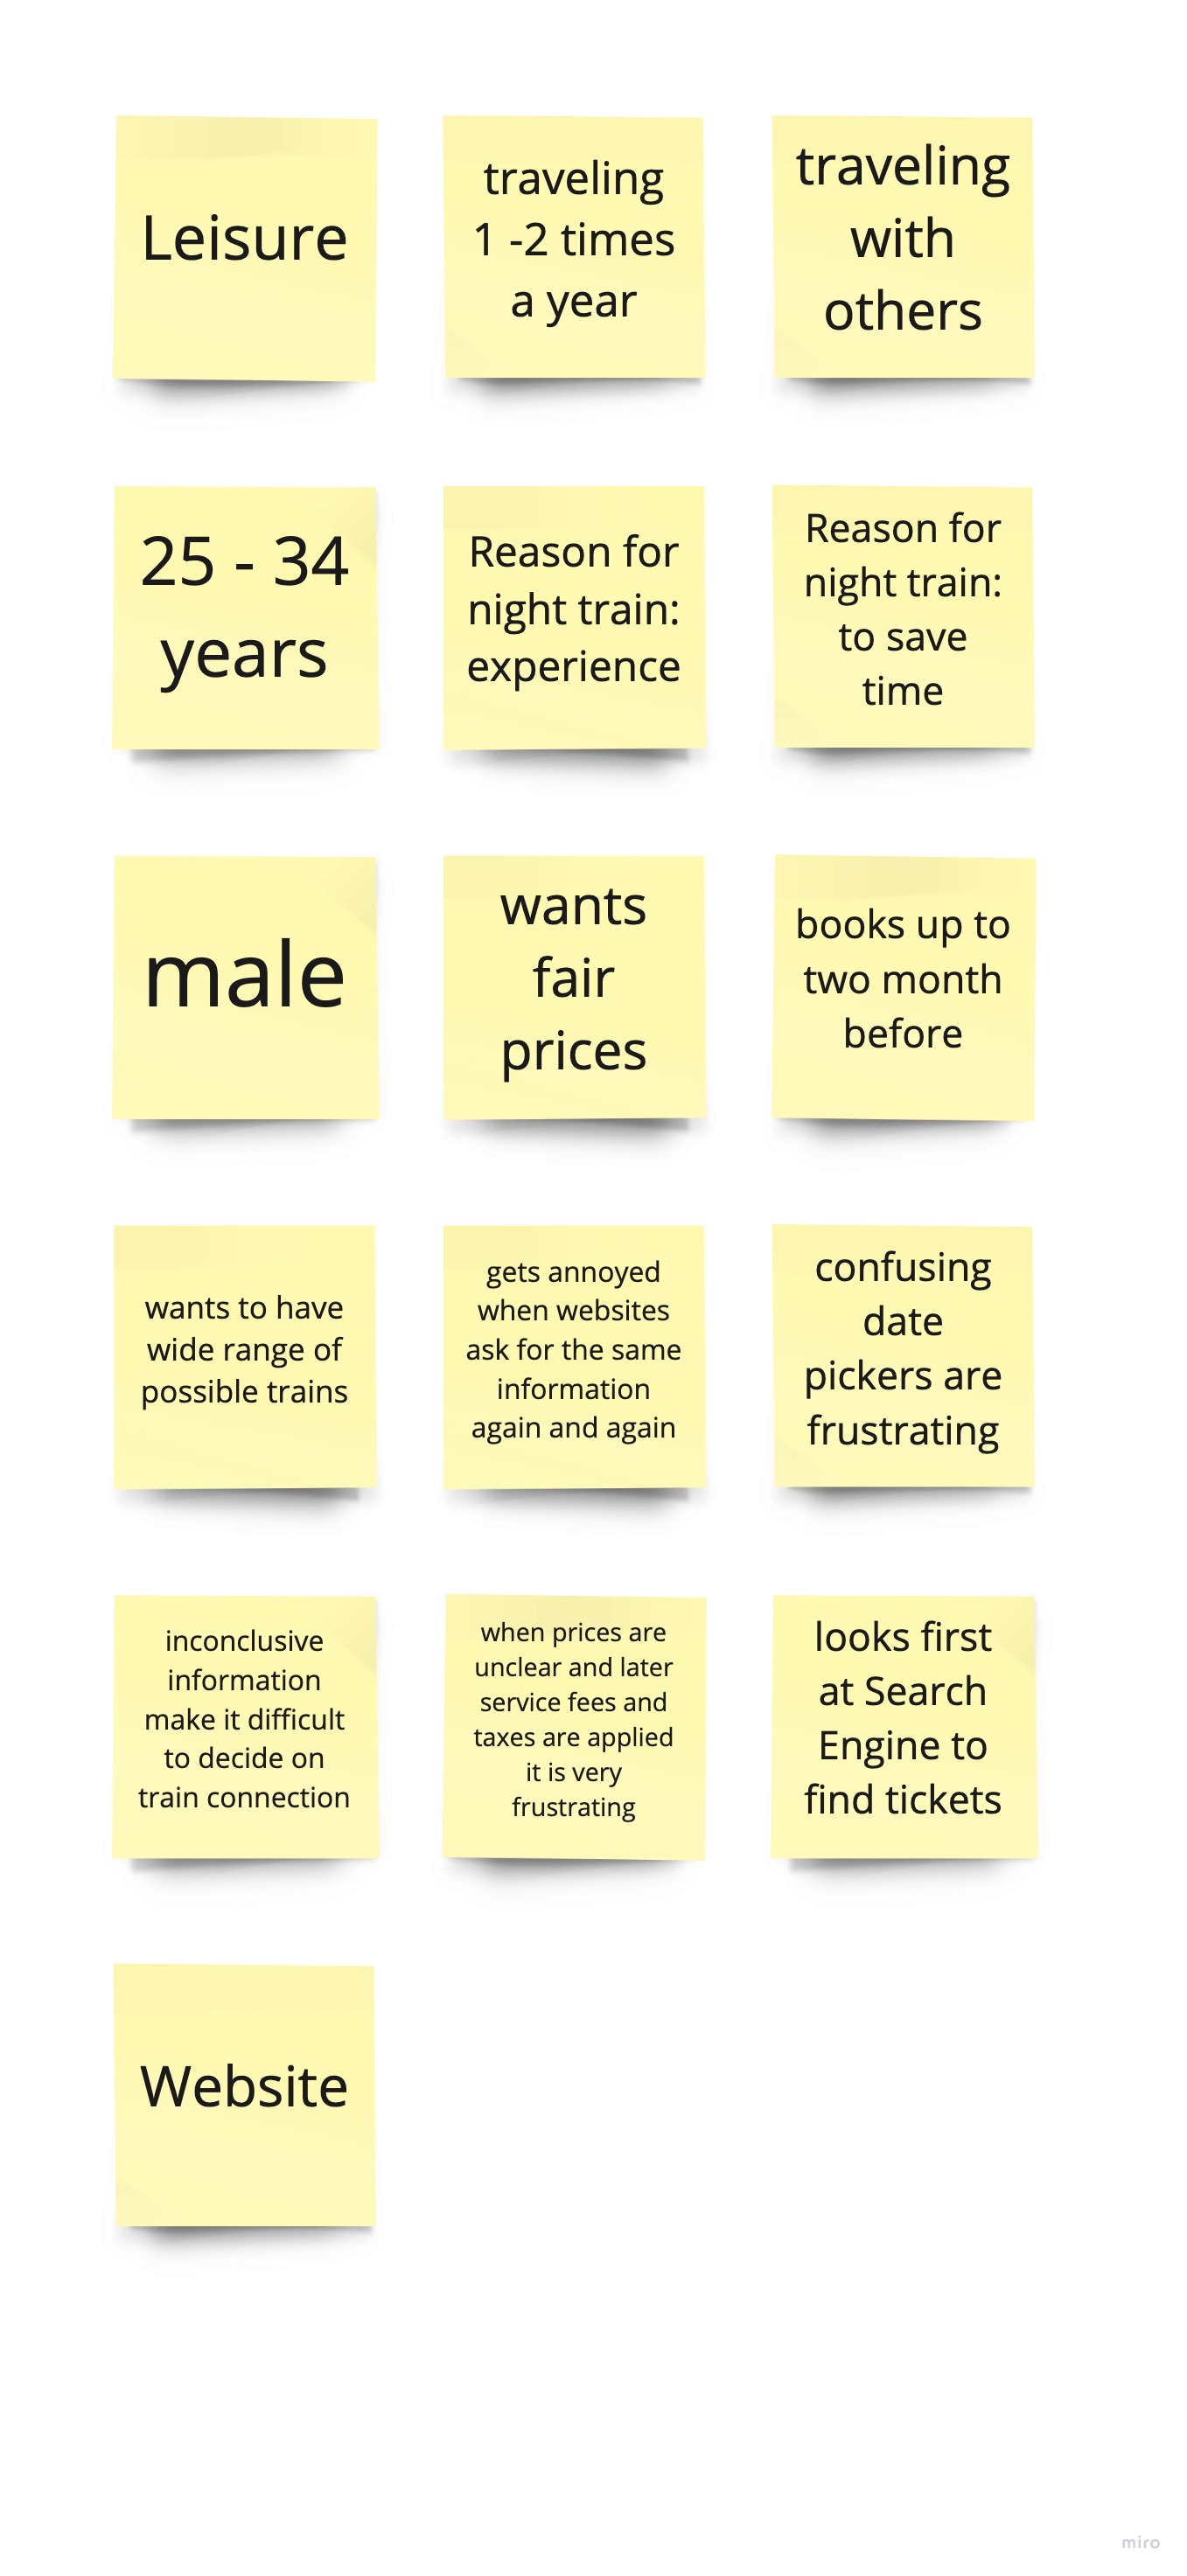 Leisure
traveling
1 -2 times
a year
traveling
with
others
25 - 34
years
Reason for
night train:
experience
Reason for
night train:
to save
time
male
wants
fair
prices
books up to
two month
before
wants to have
wide range of
possible trains
gets annoyed
when websites
ask for the same
information
again and again
confusing
date
pickers are
frustrating
inconclusive
information
make it difficult
to decide on
train connection
when prices are
unclear and later
service fees and
taxes are applied
it is very
frustrating
looks first
at Search
Engine to
find tickets
Website
miro